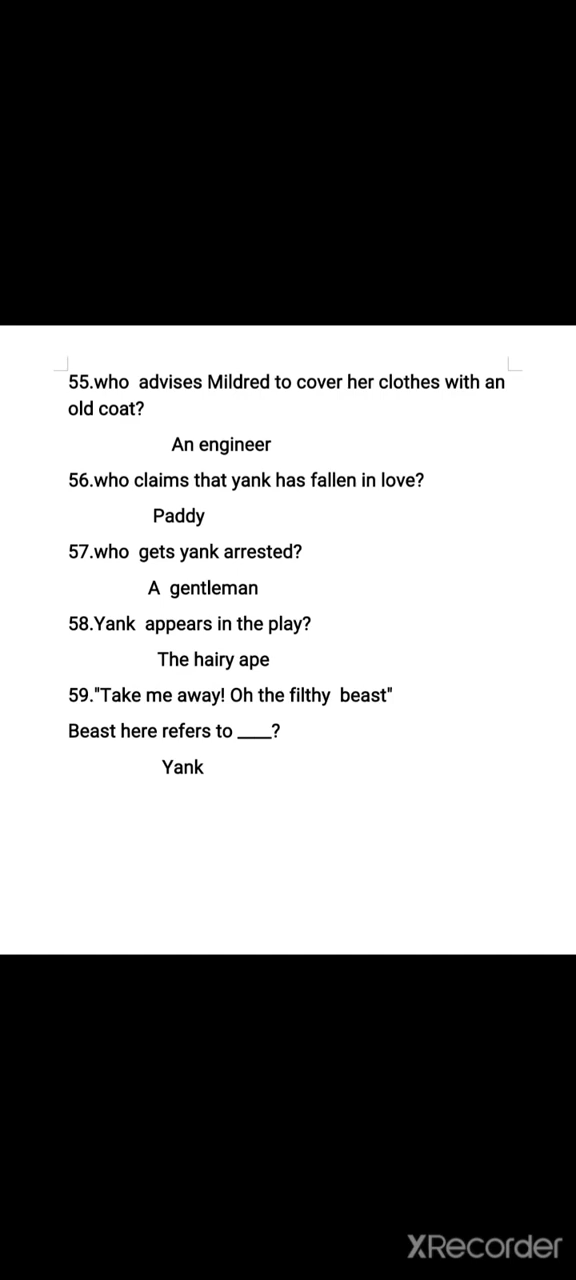 55.who advises Mildred to cover her clothes with an
old coat?
An engineer
56.who claims that yank has fallen in love?
Paddy
57.who gets yank arrested?
A gentleman
58.Yank appears in the play?
The hairy ape
59."Take me away! Oh the filthy beast"
Beast here refers to ____?
Yank
XRecorder